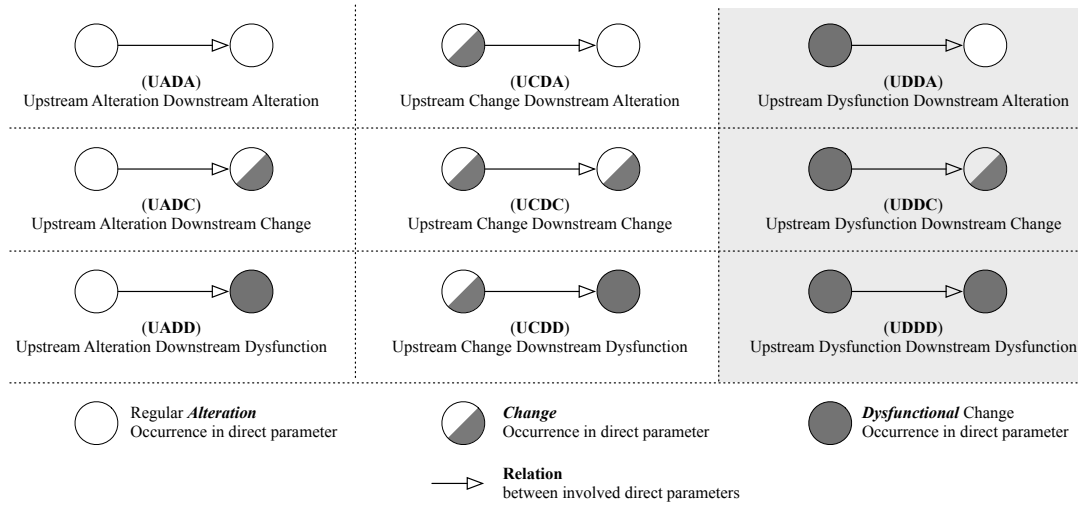 (UADA)
Upstream Alteration Downstream Alteration
(UCDA)
Upstream Change Downstream Alteration
(UDDA)
Upstream Dysfunction Downstream Alteration
(UADC)
Upstream Alteration Downstream Change
(UCDC)
Upstream Change Downstream Change
(UDDC)
Upstream Dysfunction Downstream Change
(UADD)
Upstream Alteration Downstream Dysfunction
(UCDD)
Upstream Change Downstream Dysfunction
(UDDD)
Upstream Dysfunction Downstream Dysfunction
Regular Alteration
Occurrence in direct parameter
Change
Occurrence in direct parameter
Dysfunctional Change
Occurrence in direct parameter
Relation
between involved direct parameters